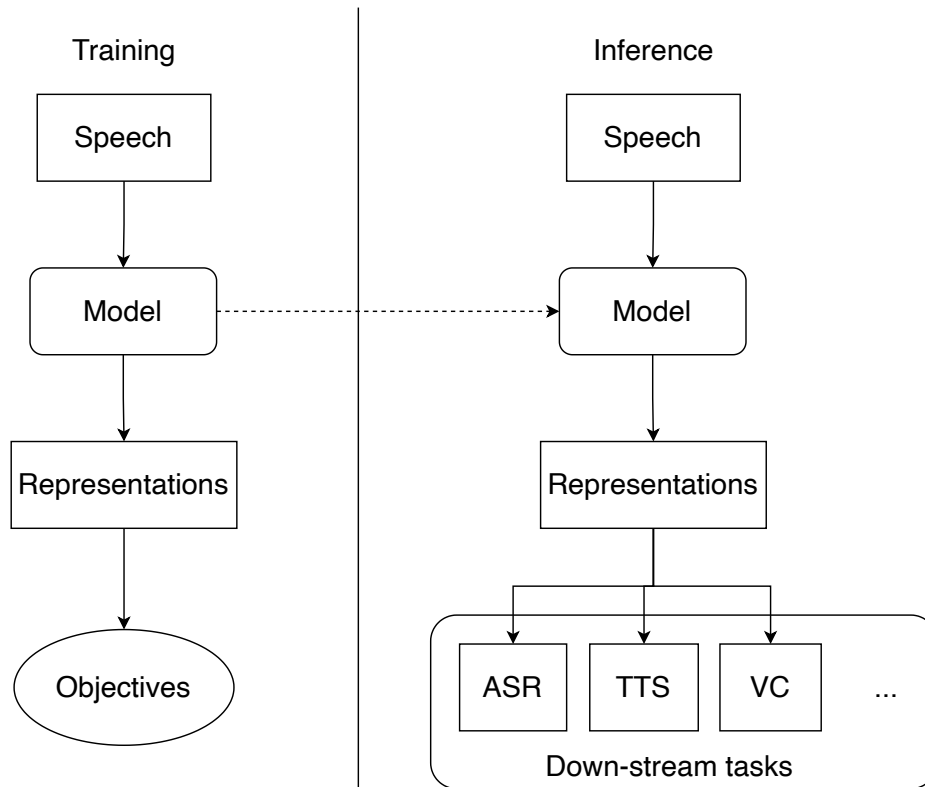 Training
Speech
Model
Representations
Objectives
Inference
Speech
Model
Representations
ASR TTS VC ...
Down-stream tasks